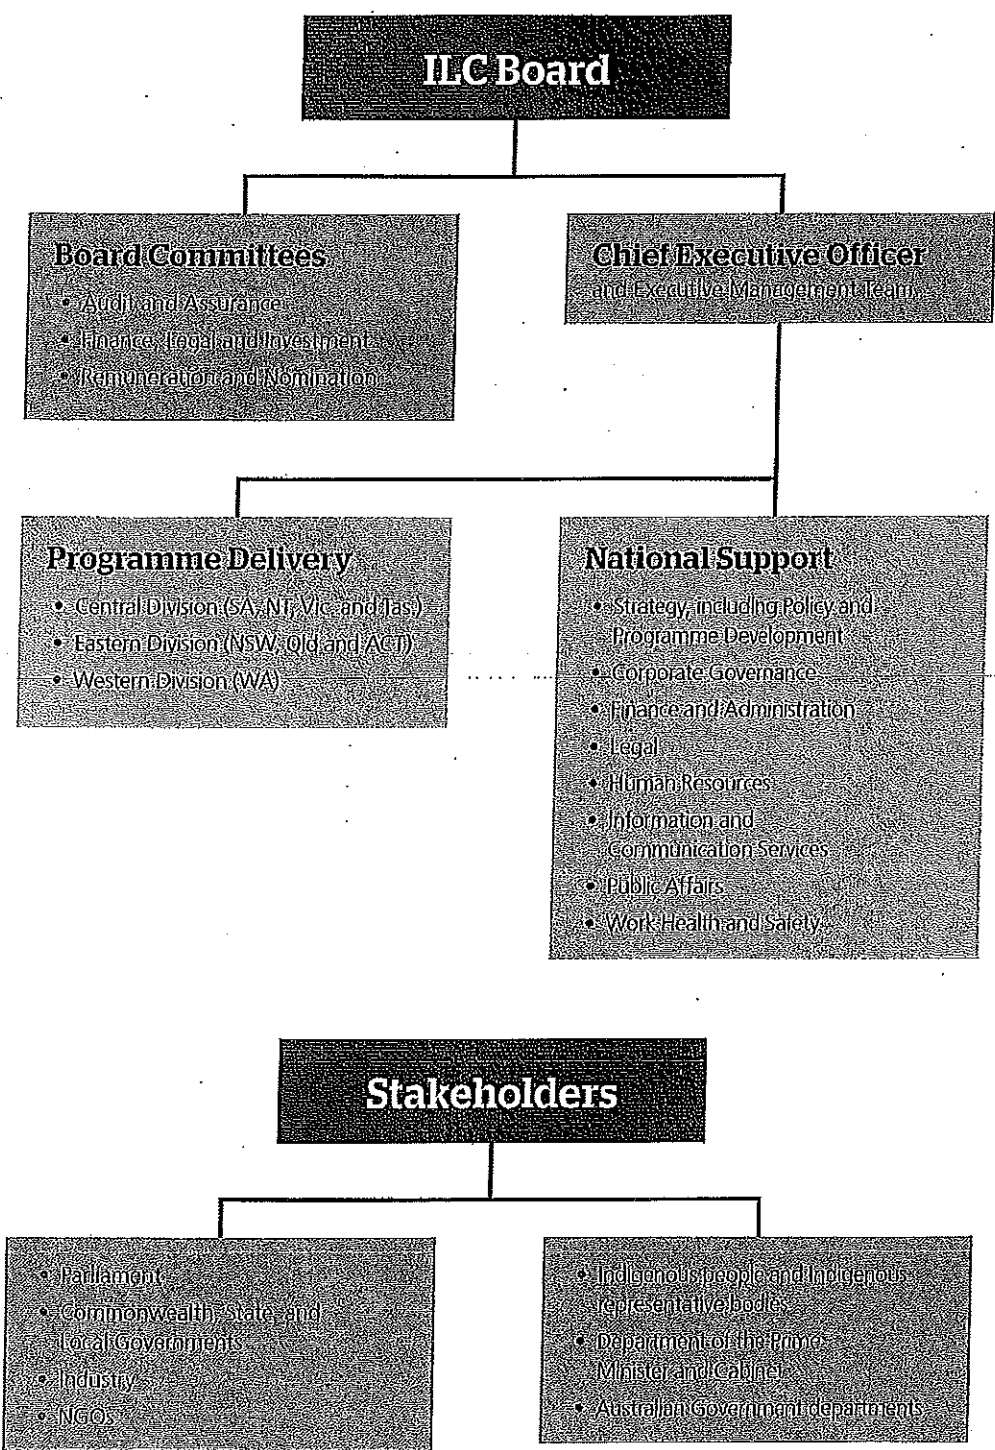 ILC Board
Board Committees
• Audit and Assurance
• Finance, Legal and Investment
• Remuneration and Nomination
Chief Executive Officer
and Executive Management Team
Programme Delivery
• Central Division (SA, NT, Vic. and Tas.)
• Eastern Division (NSW, Qld and ACT)
• Western Division (WA)
National Support
• Strategy, including Policy and
Programme Development
• Corporate Governance
• Finance and Administration
• Legal
• Human Resources
• Information and
Communication Services
• Public Affairs
• Work Health and Safety
Stakeholders
• Parliament
• Commonwealth, State, and
Local Governments
• Industry
• NGOs
• Indigenous people and Indigenous
representative bodies
• Department of the Prime
Minister and Cabinet
• Australian Government departments